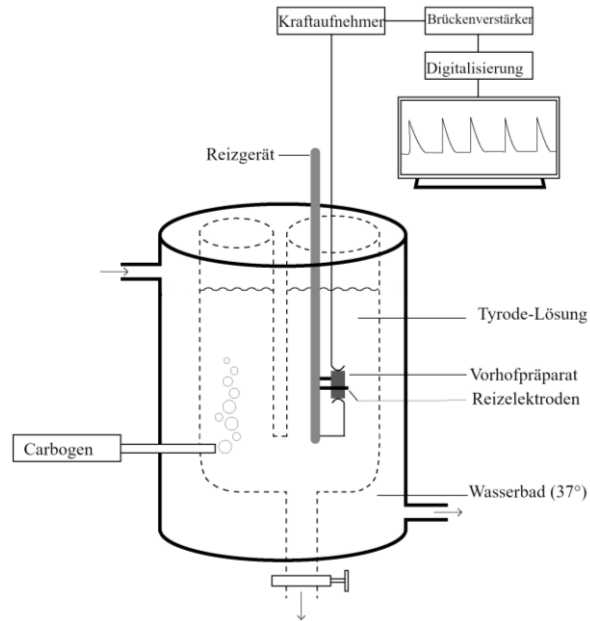 Kraftaufnehmer
Brückenverstärker
Digitalisierung
Reizgerät
Tyrode-Lösung
Vorhofpräparat
Reizelektroden
Carbogen
Wasserbad (37°)